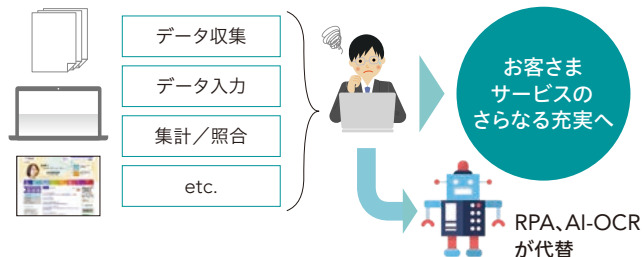 データ収集
データ入力
集計／照合
etc.
お客さま
サービスの
さらなる充実へ
RPA、AI-OCR
が代替